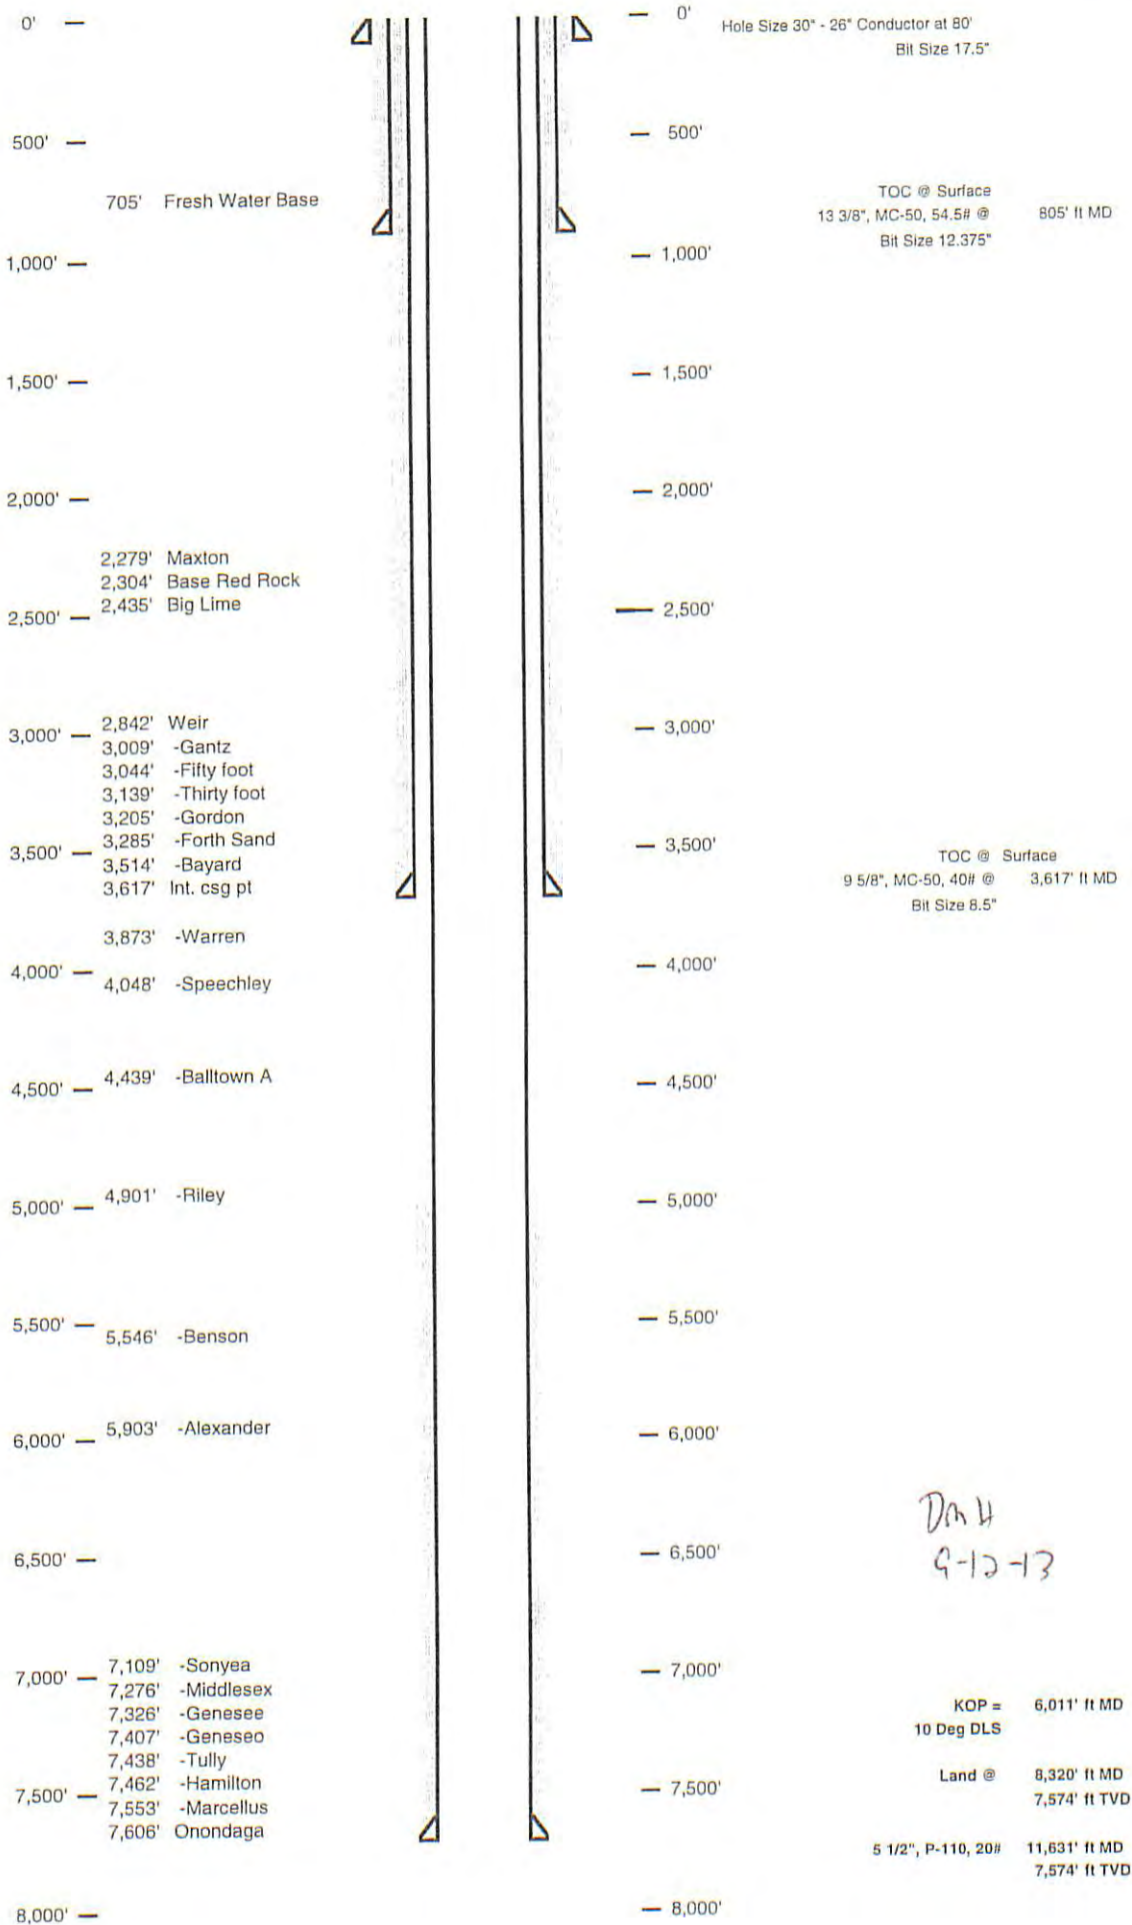 0' —
— 0'
Hole Size 30" - 26" Conductor at 80'
Bit Size 17.5"
500' —
— 500'
705' Fresh Water Base
TOC @ Surface
13 3/8", MC-50, 54.5# @ 805' ft MD
Bit Size 12.375"
1,000' —
— 1,000'
1,500' —
— 1,500'
2,000' —
— 2,000'
2,279' Maxton
2,304' Base Red Rock
2,435' Big Lime
2,500' —
— 2,500'
2,842' Weir
3,000' —
— 3,000'
3,009' -Gantz
3,044' -Fifty foot
3,139' -Thirty foot
3,205' -Gordon
3,285' -Forth Sand
3,500' —
— 3,500'
3,514' -Bayard
3,617' Int. csg pt
TOC @ Surface
9 5/8", MC-50, 40# @ 3,617' ft MD
Bit Size 8.5"
3,873' -Warren
4,000' —
— 4,000'
4,048' -Speechley
4,439' -Balltown A
4,500' —
— 4,500'
4,901' -Riley
5,000' —
— 5,000'
5,500' —
— 5,500'
5,546' -Benson
5,903' -Alexander
6,000' —
— 6,000'
DMH
9-12-13
6,500' —
— 6,500'
7,109' -Sonyea
7,000' —
— 7,000'
7,276' -Middlesex
7,326' -Genesee
7,407' -Geneseo
7,438' -Tully
7,462' -Hamilton
7,500' —
— 7,500'
7,553' -Marcellus
7,606' Onondaga
KOP = 6,011' ft MD
10 Deg DLS
Land @ 8,320' ft MD
7,574' ft TVD
5 1/2", P-110, 20# 11,631' ft MD
7,574' ft TVD
8,000' —
— 8,000'